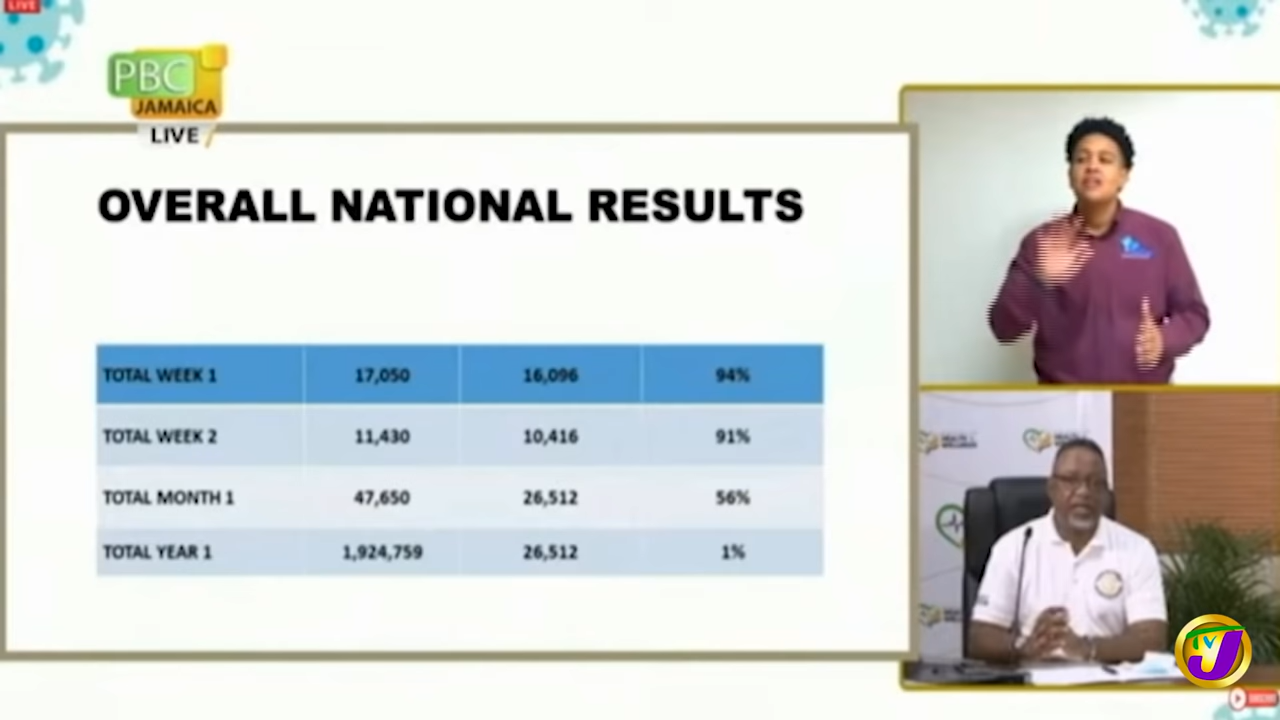 LIVE
PBC
JAMAICA
LIVE
OVERALL NATIONAL RESULTS
TOTAL WEEK 1 17,050 16,096 94%
TOTAL WEEK 2 11,430 10,416 91%
TOTAL MONTH 1 47,650 26,512 56%
TOTAL YEAR 1 1,924,759 26,512 1%
TVJ